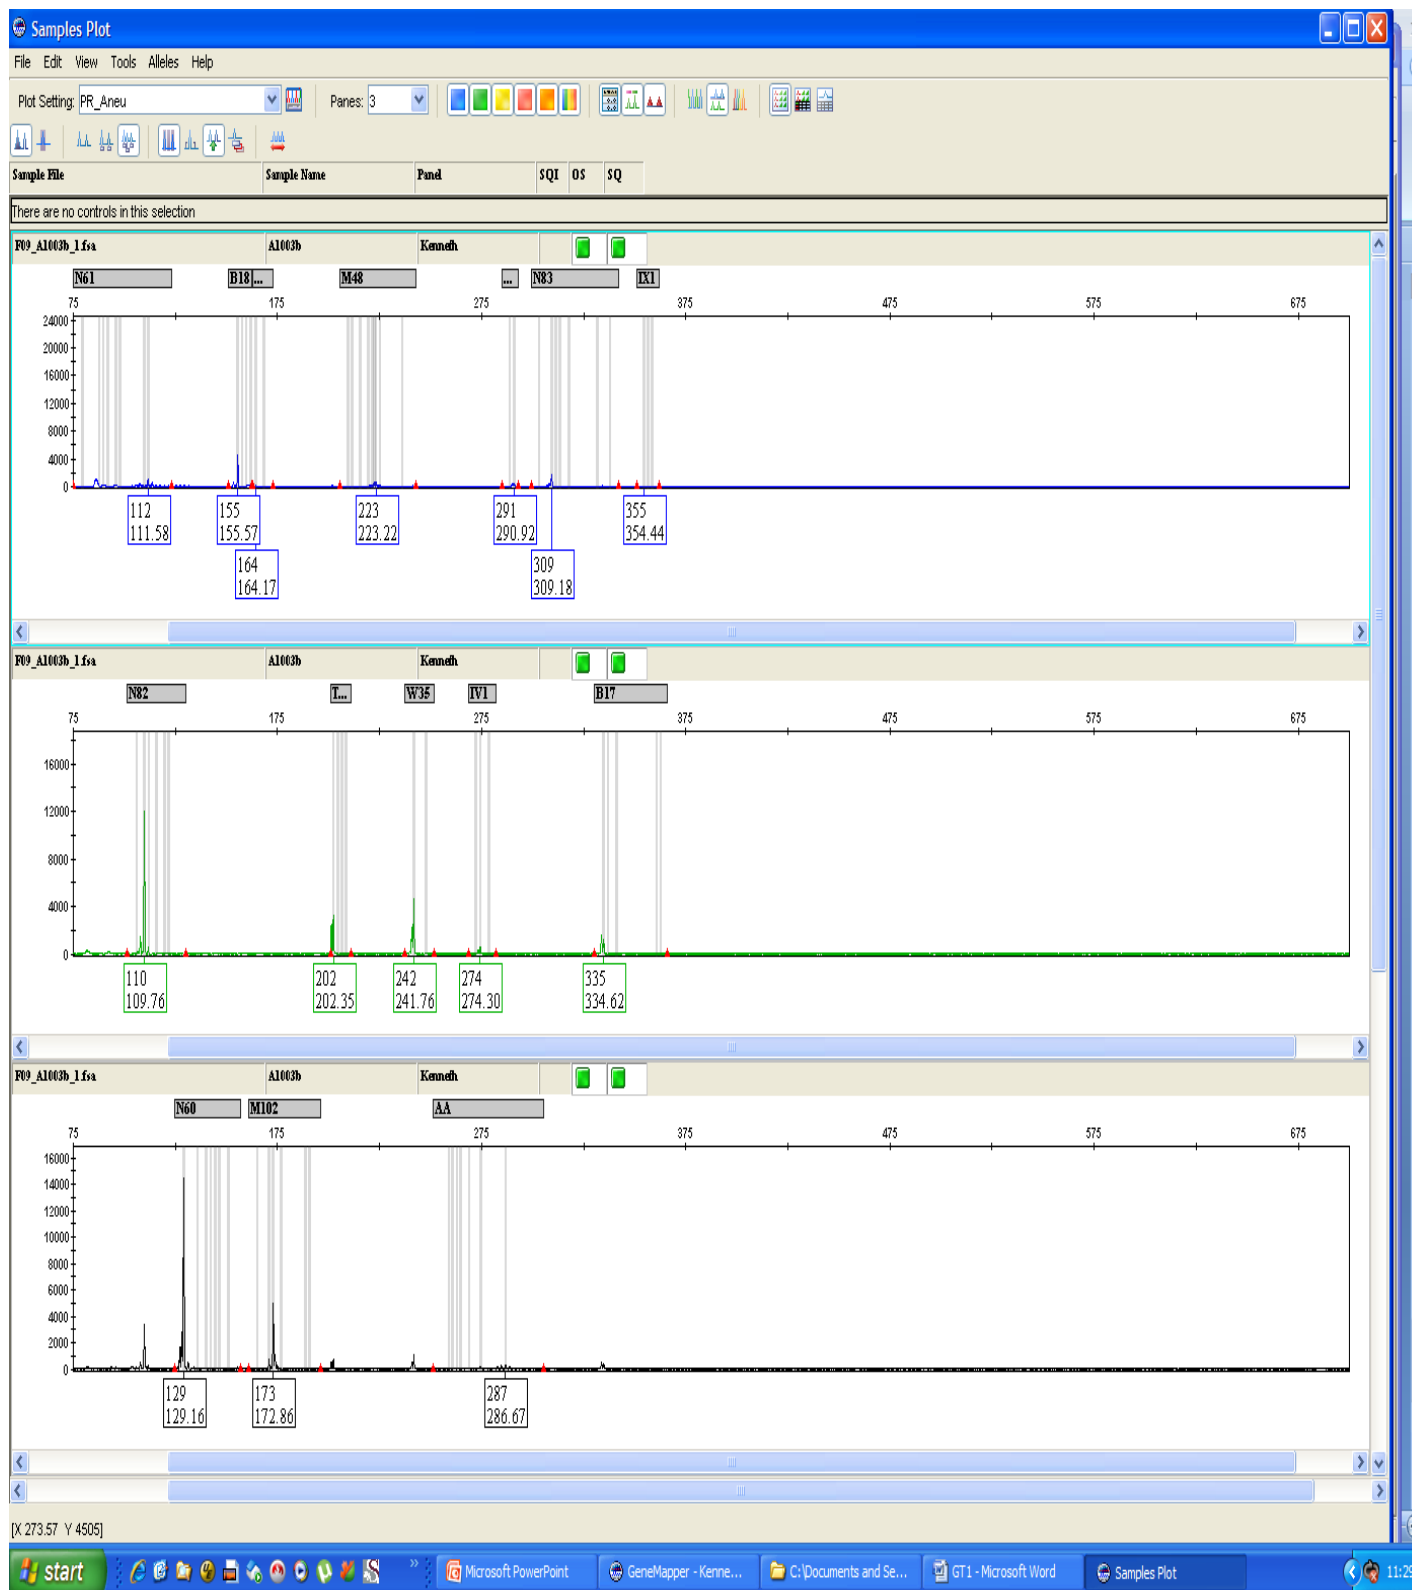 Samples Plot
File Edit View Tools Alleles Help
Plot Setting: PR_Aneu Panes: 3
Sample File Sample Name Panel SQI OS SQ
There are no controls in this selection
F09_A1003b_1.fsa A1003b Kenneth
N61 B18 ... M48 ... N83 IX1
75 175 275 375 475 575 675
24000
20000
16000
12000
8000
4000
0
112 155 223 291 355
111.58 155.57 223.22 290.92 354.44
164 309
164.17 309.18
F09_A1003b_1.fsa A1003b Kenneth
N82 T... W35 IV1 B17
75 175 275 375 475 575 675
16000
12000
8000
4000
0
110 202 242 274 335
109.76 202.35 241.76 274.30 334.62
F09_A1003b_1.fsa A1003b Kenneth
N60 M102 AA
75 175 275 375 475 575 675
16000
14000
12000
10000
8000
6000
4000
2000
0
129 173 287
129.16 172.86 286.67
[X 273.57 Y 4505]
start Microsoft PowerPoint GeneMapper - Kenne... C:\Documents and Se... GT1 - Microsoft Word Samples Plot 11:29